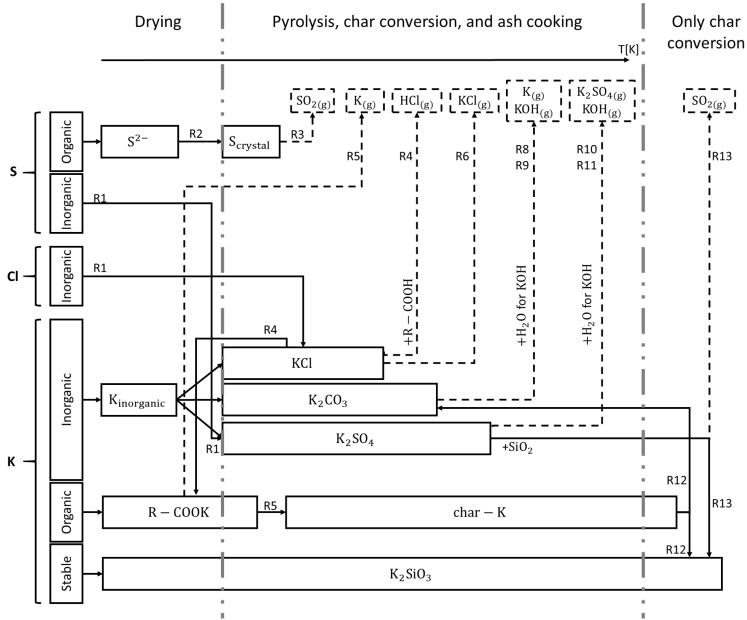 Drying
Pyrolysis, char conversion, and ash cooking
Only char
conversion
T[K]
SO₂(g)
K(g)
HCl(g)
KCl(g)
K(g)
KOH(g)
K₂SO₄(g)
KOH(g)
SO₂(g)
S
Organic
S²⁻
R2
S_crystal
R3
R5
R4
R6
R8
R9
R10
R11
R13
Inorganic
R1
Cl
Inorganic
R1
+R − COOH
+H₂O for KOH
+H₂O for KOH
R4
KCl
K
Inorganic
K_inorganic
K₂CO₃
K₂SO₄
R1
+SiO₂
R12
R13
Organic
R − COOK
R5
char − K
R12
Stable
K₂SiO₃